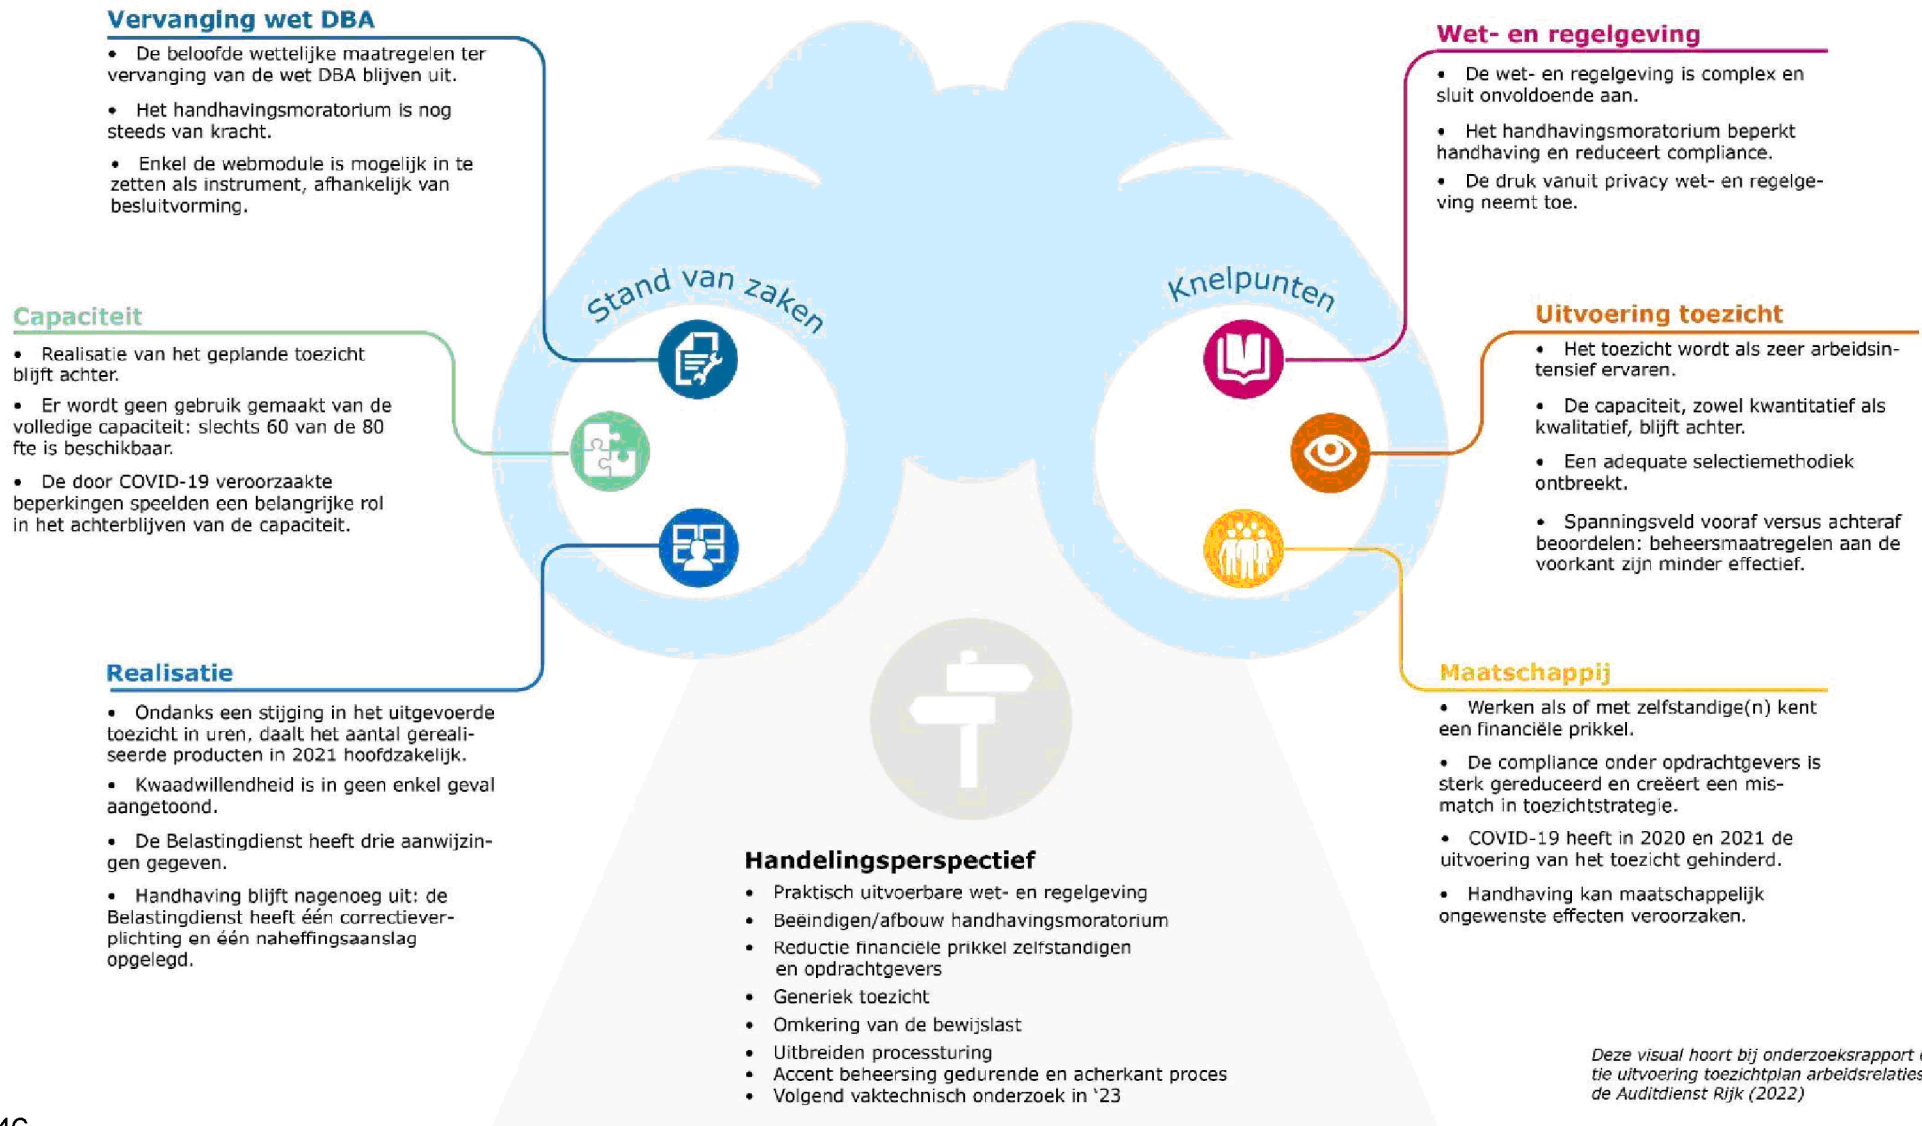 Vervanging wet DBA
• De beloofde wettelijke maatregelen ter
vervanging van de wet DBA blijven uit.
• Het handhavingsmoratorium is nog
steeds van kracht.
• Enkel de webmodule is mogelijk in te
zetten als instrument, afhankelijk van
besluitvorming.
Capaciteit
• Realisatie van het geplande toezicht
blijft achter.
• Er wordt geen gebruik gemaakt van de
volledige capaciteit: slechts 60 van de 80
fte is beschikbaar.
• De door COVID-19 veroorzaakte
beperkingen speelden een belangrijke rol
in het achterblijven van de capaciteit.
Realisatie
• Ondanks een stijging in het uitgevoerde
toezicht in uren, daalt het aantal gereali-
seerde producten in 2021 hoofdzakelijk.
• Kwaadwillendheid is in geen enkel geval
aangetoond.
• De Belastingdienst heeft drie aanwijzin-
gen gegeven.
• Handhaving blijft nagenoeg uit: de
Belastingdienst heeft één correctiever-
plichting en één naheffingsaanslag
opgelegd.
Stand van zaken
Knelpunten
Wet- en regelgeving
• De wet- en regelgeving is complex en
sluit onvoldoende aan.
• Het handhavingsmoratorium beperkt
handhaving en reduceert compliance.
• De druk vanuit privacy wet- en regelge-
ving neemt toe.
Uitvoering toezicht
• Het toezicht wordt als zeer arbeidsin-
tensief ervaren.
• De capaciteit, zowel kwantitatief als
kwalitatief, blijft achter.
• Een adequate selectiemethodiek
ontbreekt.
• Spanningsveld vooraf versus achteraf
beoordelen: beheersmaatregelen aan de
voorkant zijn minder effectief.
Maatschappij
• Werken als of met zelfstandige(n) kent
een financiële prikkel.
• De compliance onder opdrachtgevers is
sterk gereduceerd en creëert een mis-
match in toezichtstrategie.
• COVID-19 heeft in 2020 en 2021 de
uitvoering van het toezicht gehinderd.
• Handhaving kan maatschappelijk
ongewenste effecten veroorzaken.
Handelingsperspectief
• Praktisch uitvoerbare wet- en regelgeving
• Beëindigen/afbouw handhavingsmoratorium
• Reductie financiële prikkel zelfstandigen
en opdrachtgevers
• Generiek toezicht
• Omkering van de bewijslast
• Uitbreiden processturing
• Accent beheersing gedurende en acherkant proces
• Volgend vaktechnisch onderzoek in '23
Deze visual hoort bij onderzoeksrapport
tie uitvoering toezichtplan arbeidsrelaties
de Auditdienst Rijk (2022)